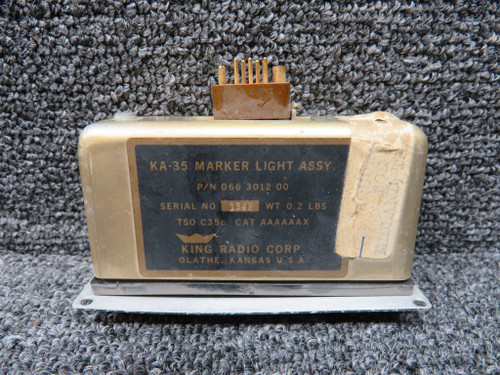 KA-35 MARKER LIGHT ASSY.
P/N 066 3012 00
SERIAL NO. WT 0.2 LBS
TSO C35c CAT AAAAAAX
KING RADIO CORP.
OLATHE, KANSAS U.S.A.